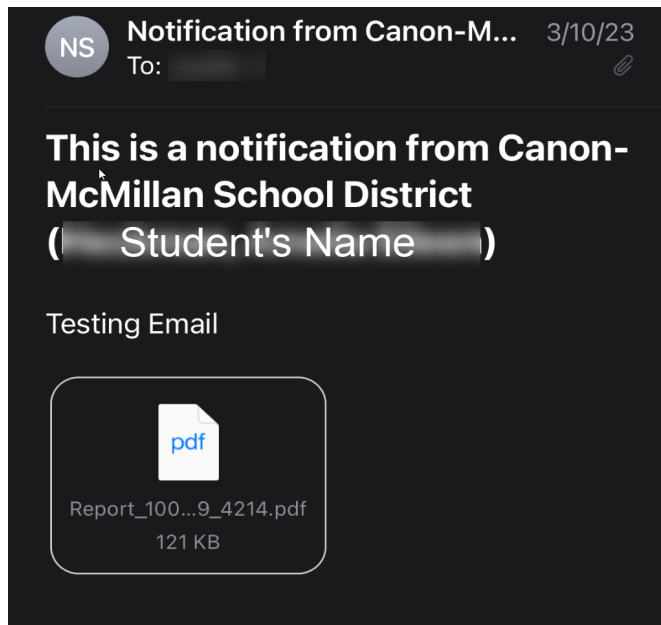 NS
Notification from Canon-M... 3/10/23
To:
This is a notification from Canon-
McMillan School District
(Student's Name)
Testing Email
pdf
Report_100...9_4214.pdf
121 KB